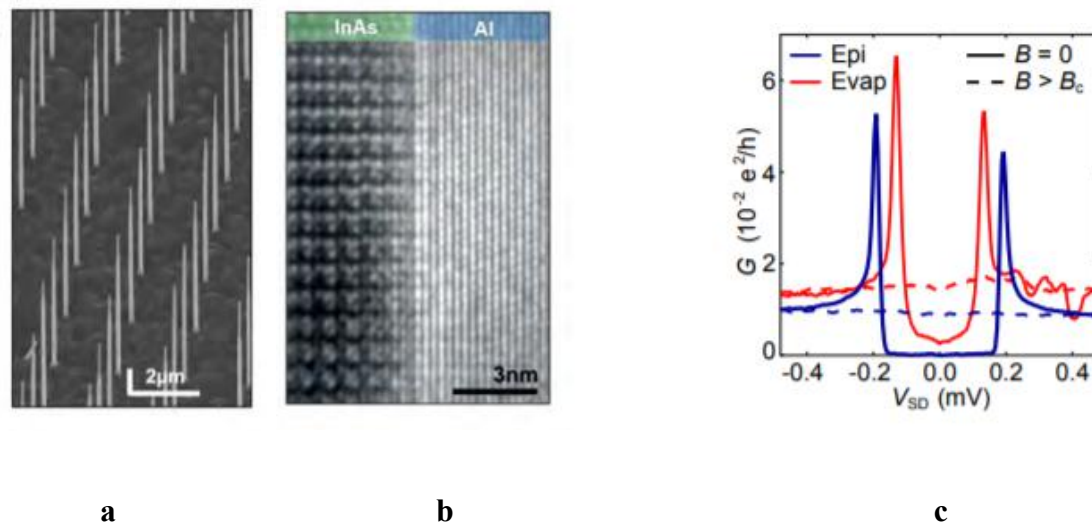 InAs Al
2µm
3nm
Epi
Evap
B = 0
B > Bc
6
4
2
0
G (10⁻² e²/h)
-0.4 -0.2 0.0 0.2 0.4
VSD (mV)
a b c